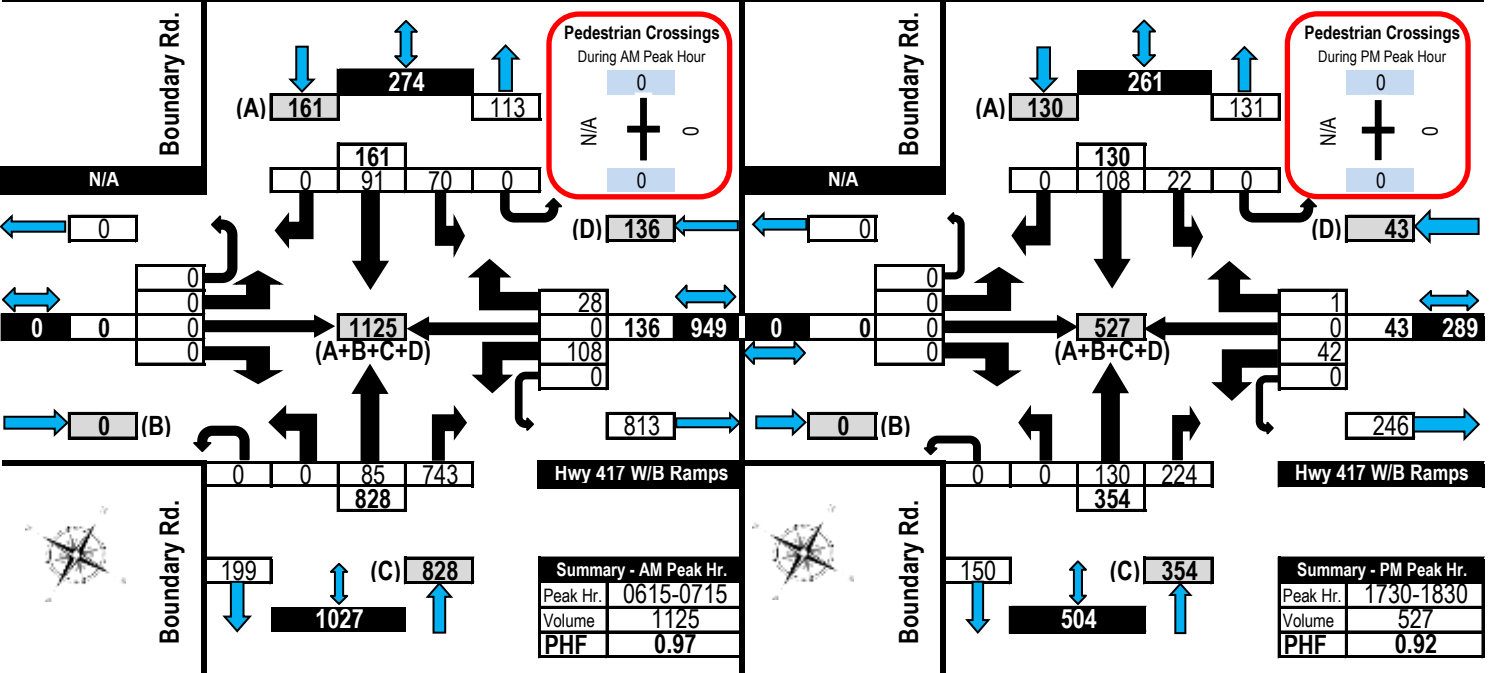 Boundary Rd.
Pedestrian Crossings
During AM Peak Hour
0
N/A
0
0
274
(A) 161
113
161
0 91 70 0
N/A
0
(D) 136
0
0
0 0 0
0
1125
(A+B+C+D)
28
0 136 949
108
0
0 (B)
813
0 0 85 743
828
Hwy 417 W/B Ramps
Boundary Rd.
199
(C) 828
1027
Summary - AM Peak Hr.
Peak Hr. 0615-0715
Volume 1125
PHF 0.97
Boundary Rd.
Pedestrian Crossings
During PM Peak Hour
0
N/A
0
0
261
(A) 130
131
130
0 108 22 0
N/A
0
(D) 43
0
0
0 0 0
0
527
(A+B+C+D)
1
0 43 289
42
0
0 (B)
246
0 0 130 224
354
Hwy 417 W/B Ramps
Boundary Rd.
150
(C) 354
504
Summary - PM Peak Hr.
Peak Hr. 1730-1830
Volume 527
PHF 0.92